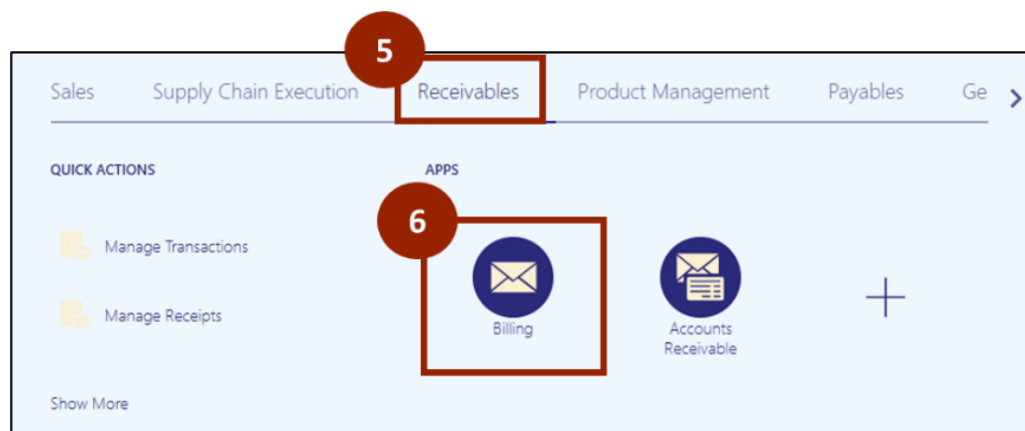 5
Sales Supply Chain Execution Receivables Product Management Payables Ge
QUICK ACTIONS APPS
6
Manage Transactions
Manage Receipts
Billing
Accounts
Receivable
Show More